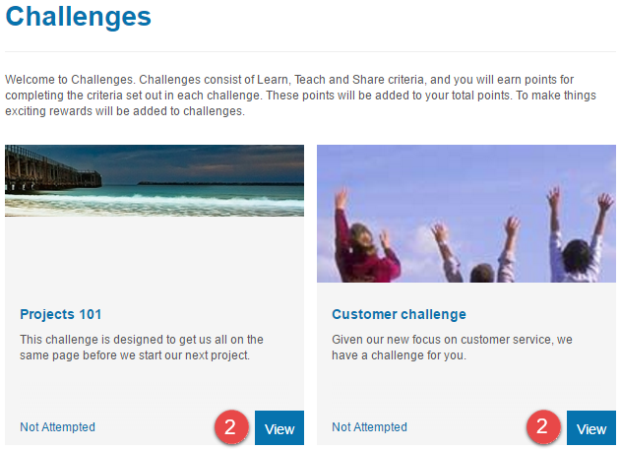 Challenges
Welcome to Challenges. Challenges consist of Learn, Teach and Share criteria, and you will earn points for
completing the criteria set out in each challenge. These points will be added to your total points. To make things
exciting rewards will be added to challenges.
Projects 101
This challenge is designed to get us all on the
same page before we start our next project.
Not Attempted
2
View
Customer challenge
Given our new focus on customer service, we
have a challenge for you.
Not Attempted
2
View